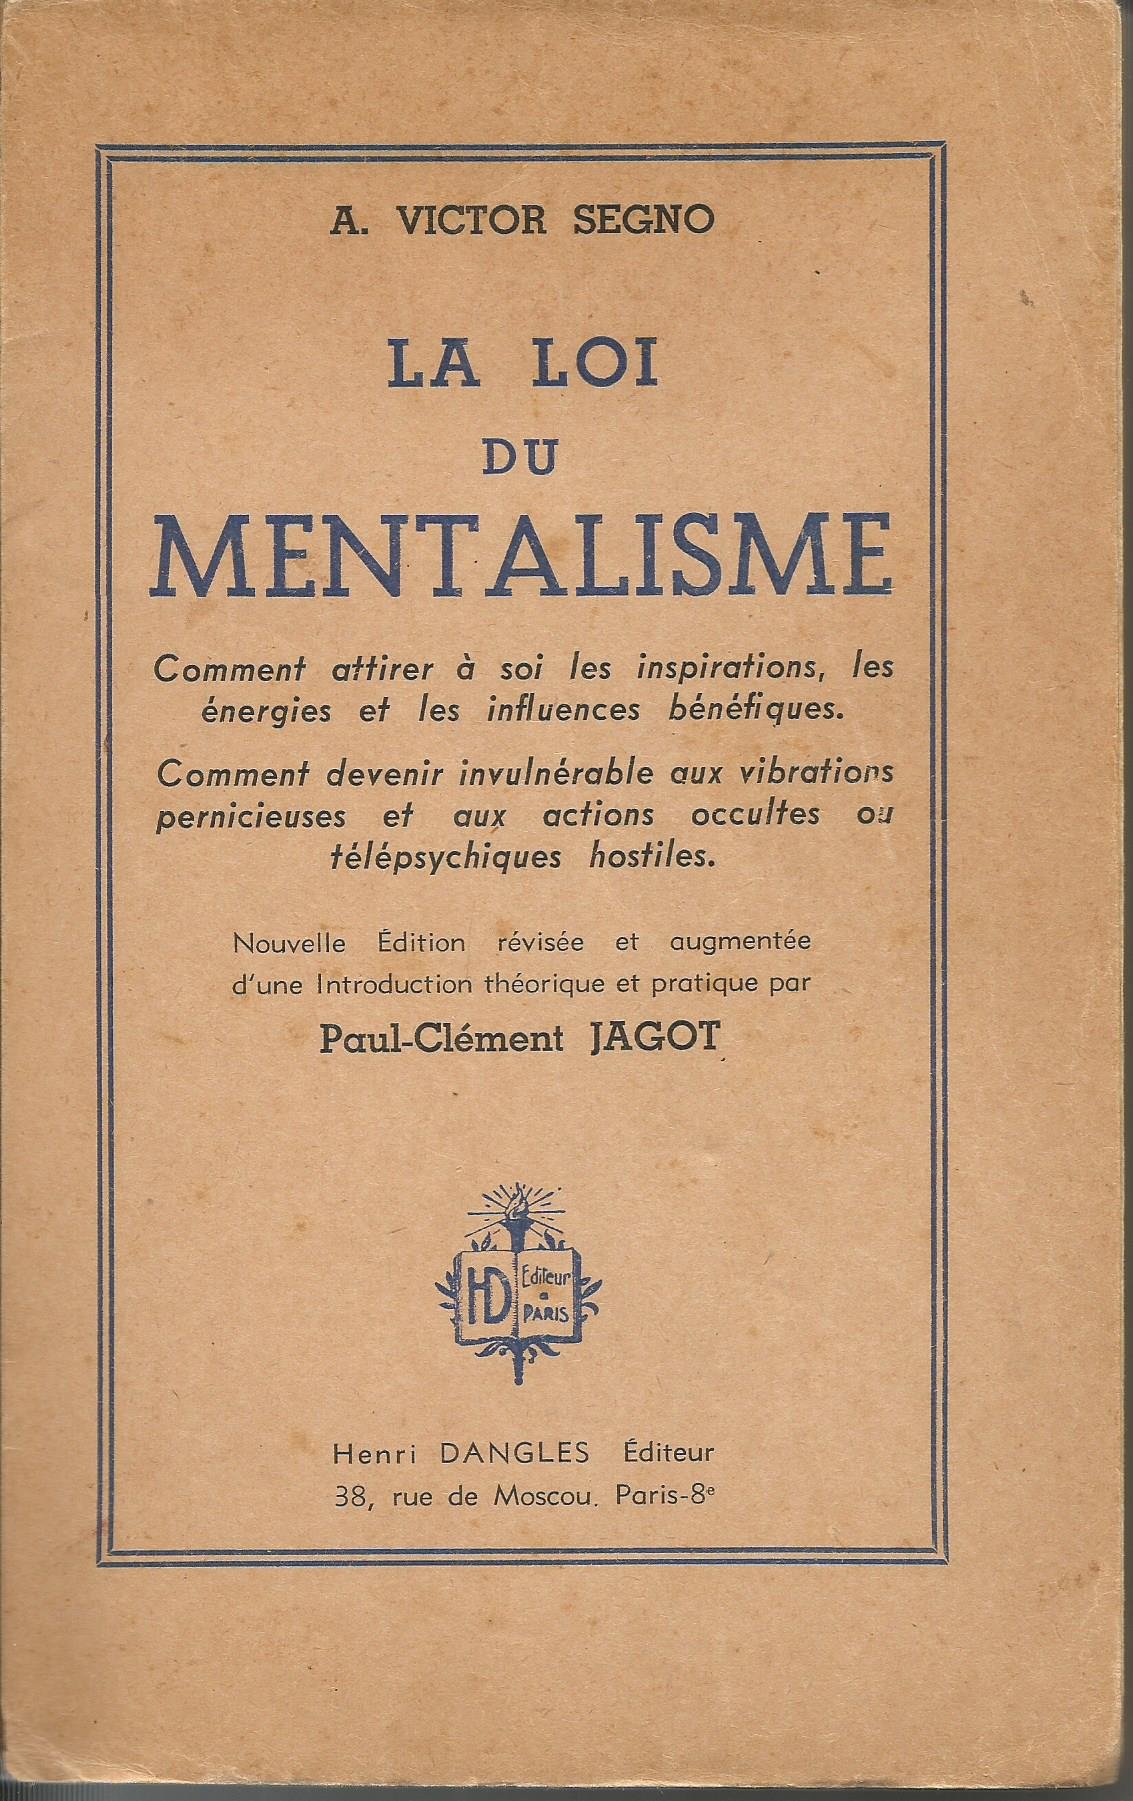 A. VICTOR SEGNO
LA LOI
DU
MENTALISME
Comment attirer à soi les inspirations, les
énergies et les influences bénéfiques.
Comment devenir invulnérable aux vibrations
pernicieuses et aux actions occultes ou
télépsychiques hostiles.
Nouvelle Édition révisée et augmentée
d'une Introduction théorique et pratique par
Paul-Clément JAGOT
HD
Editeur
a
PARIS
Henri DANGLES Éditeur
38, rue de Moscou. Paris-8e